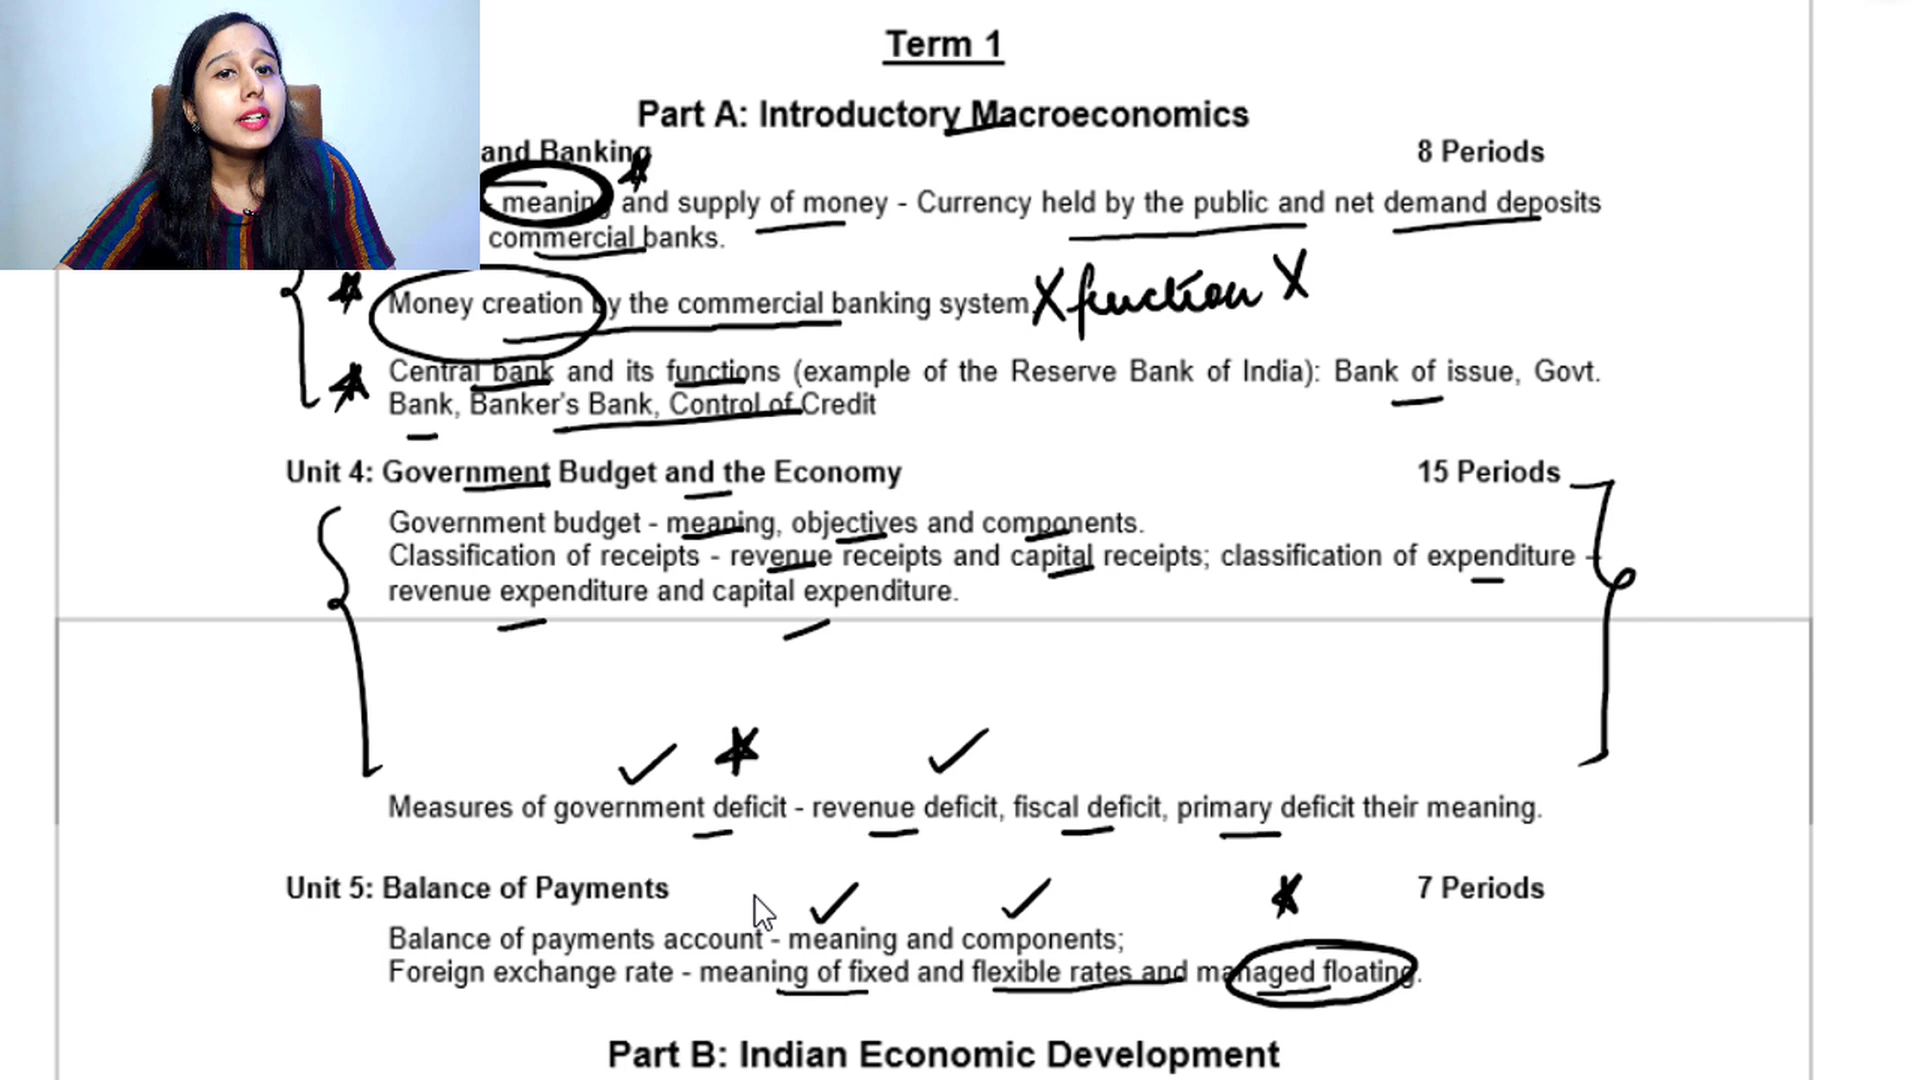 Term 1
Part A: Introductory Macroeconomics
and Banking 8 Periods
- meaning and supply of money - Currency held by the public and net demand deposits
commercial banks.
Money creation by the commercial banking system. X function X
Central bank and its functions (example of the Reserve Bank of India): Bank of issue, Govt.
Bank, Banker's Bank, Control of Credit
Unit 4: Government Budget and the Economy 15 Periods
Government budget - meaning, objectives and components.
Classification of receipts - revenue receipts and capital receipts; classification of expenditure -
revenue expenditure and capital expenditure.
Measures of government deficit - revenue deficit, fiscal deficit, primary deficit their meaning.
Unit 5: Balance of Payments 7 Periods
Balance of payments account - meaning and components;
Foreign exchange rate - meaning of fixed and flexible rates and managed floating.
Part B: Indian Economic Development